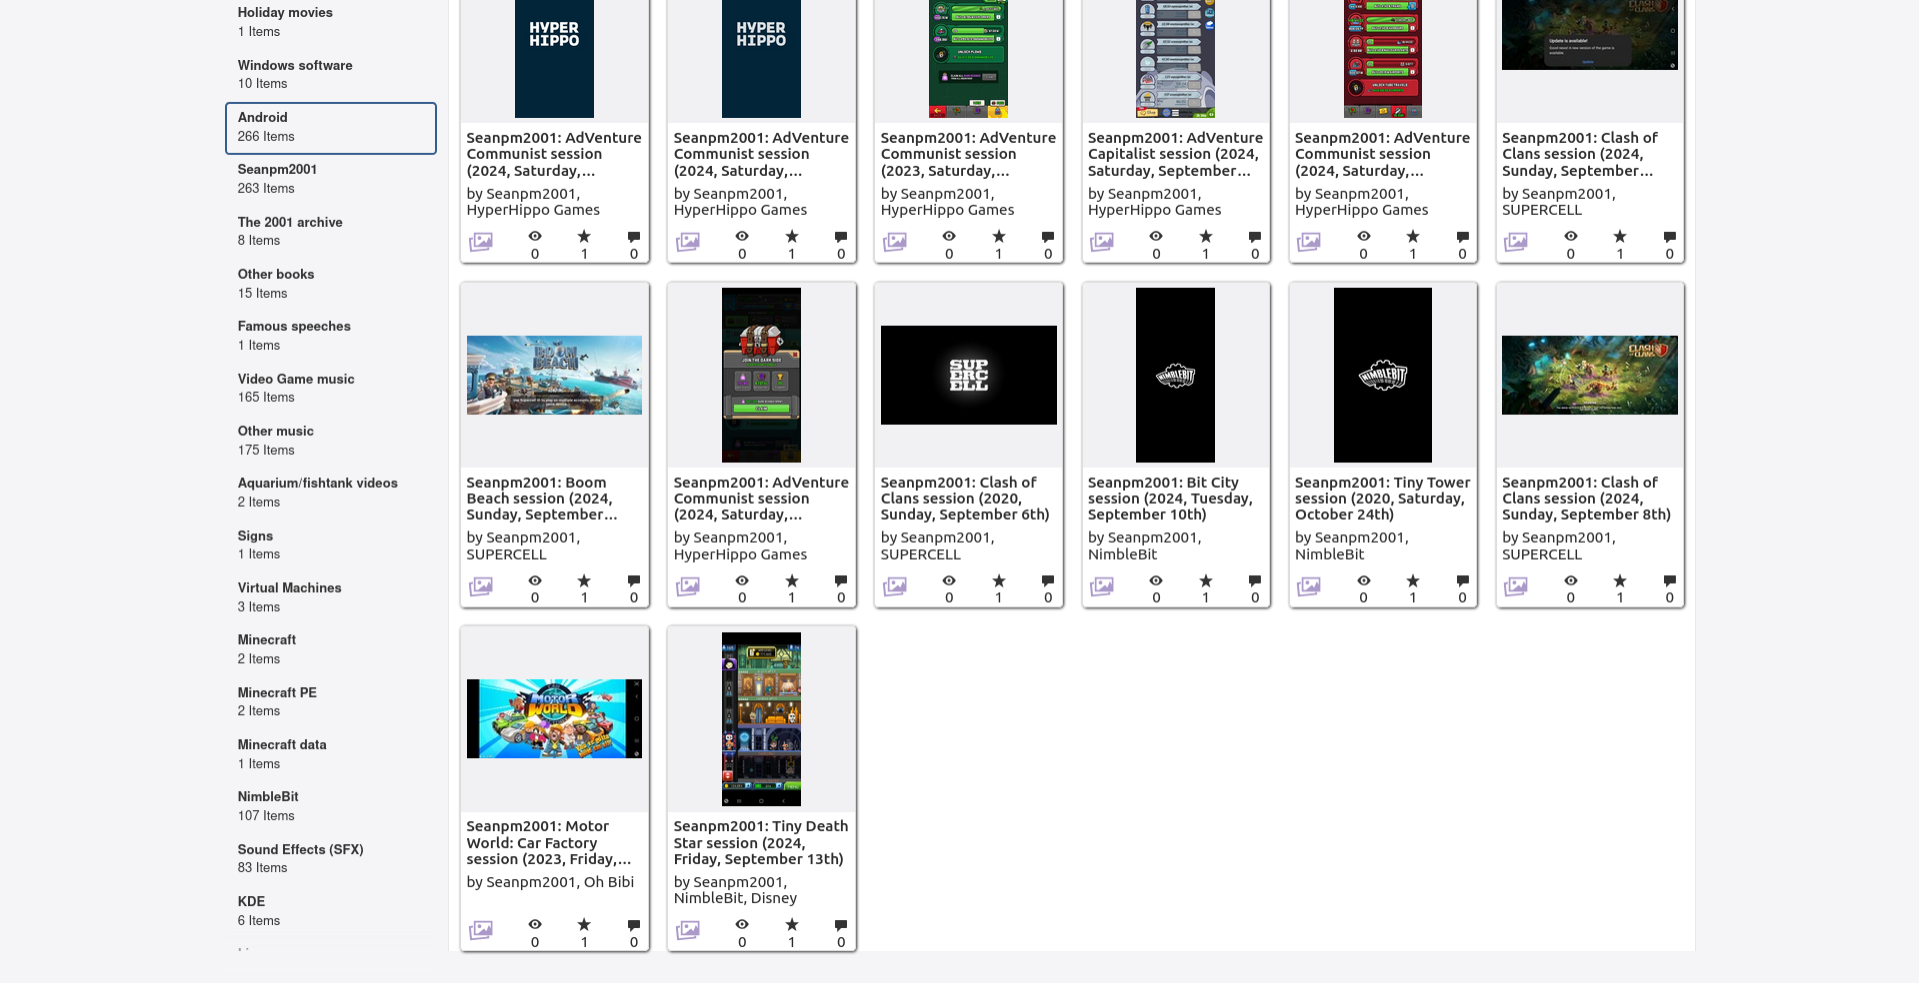 Holiday movies
1 Items
Windows software
10 Items
Android
266 Items
Seanpm2001
263 Items
The 2001 archive
8 Items
Other books
15 Items
Famous speeches
1 Items
Video Game music
165 Items
Other music
175 Items
Aquarium/fishtank videos
2 Items
Signs
1 Items
Virtual Machines
3 Items
Minecraft
2 Items
Minecraft PE
2 Items
Minecraft data
1 Items
NimbleBit
107 Items
Sound Effects (SFX)
83 Items
KDE
6 Items
HYPER
HIPPO
Seanpm2001: AdVenture
Communist session
(2024, Saturday,...
by Seanpm2001,
HyperHippo Games
0 1 0
HYPER
HIPPO
Seanpm2001: AdVenture
Communist session
(2024, Saturday,...
by Seanpm2001,
HyperHippo Games
0 1 0
Seanpm2001: AdVenture
Communist session
(2023, Saturday,...
by Seanpm2001,
HyperHippo Games
0 1 0
Seanpm2001: AdVenture
Capitalist session (2024,
Saturday, September...
by Seanpm2001,
HyperHippo Games
0 1 0
Seanpm2001: AdVenture
Communist session
(2024, Saturday,...
by Seanpm2001,
HyperHippo Games
0 1 0
Update is available!
Seanpm2001: Clash of
Clans session (2024,
Sunday, September...
by Seanpm2001,
SUPERCELL
0 1 0
BOOM
BEACH
Seanpm2001: Boom
Beach session (2024,
Sunday, September...
by Seanpm2001,
SUPERCELL
0 1 0
JOIN THE DARK SIDE
Seanpm2001: AdVenture
Communist session
(2024, Saturday,...
by Seanpm2001,
HyperHippo Games
0 1 0
SUP
ERC
ELL
Seanpm2001: Clash of
Clans session (2020,
Sunday, September 6th)
by Seanpm2001,
SUPERCELL
0 1 0
NIMBLEBIT
Seanpm2001: Bit City
session (2024, Tuesday,
September 10th)
by Seanpm2001,
NimbleBit
0 1 0
NIMBLEBIT
Seanpm2001: Tiny Tower
session (2020, Saturday,
October 24th)
by Seanpm2001,
NimbleBit
0 1 0
CLASH
OF
CLANS
Seanpm2001: Clash of
Clans session (2024,
Sunday, September 8th)
by Seanpm2001,
SUPERCELL
0 1 0
MOTOR
WORLD
Seanpm2001: Motor
World: Car Factory
session (2023, Friday,...
by Seanpm2001, Oh Bibi
0 1 0
Seanpm2001: Tiny Death
Star session (2024,
Friday, September 13th)
by Seanpm2001,
NimbleBit, Disney
0 1 0